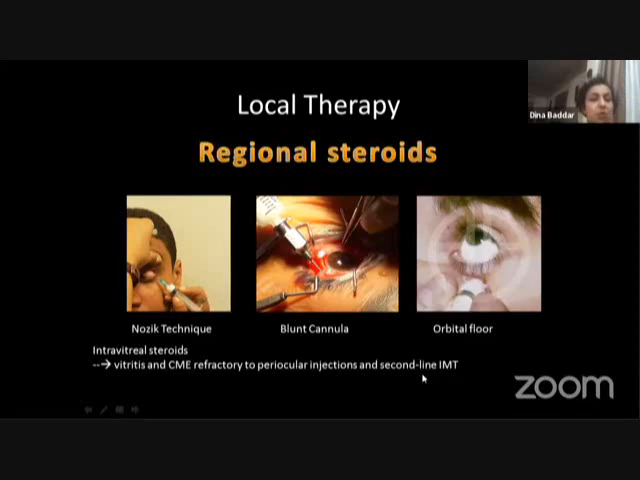 Local Therapy
Dina Baddar
Regional steroids
Nozik Technique
Blunt Cannula
Orbital floor
Intravitreal steroids
--→ vitritis and CME refractory to periocular injections and second-line IMT
zoom